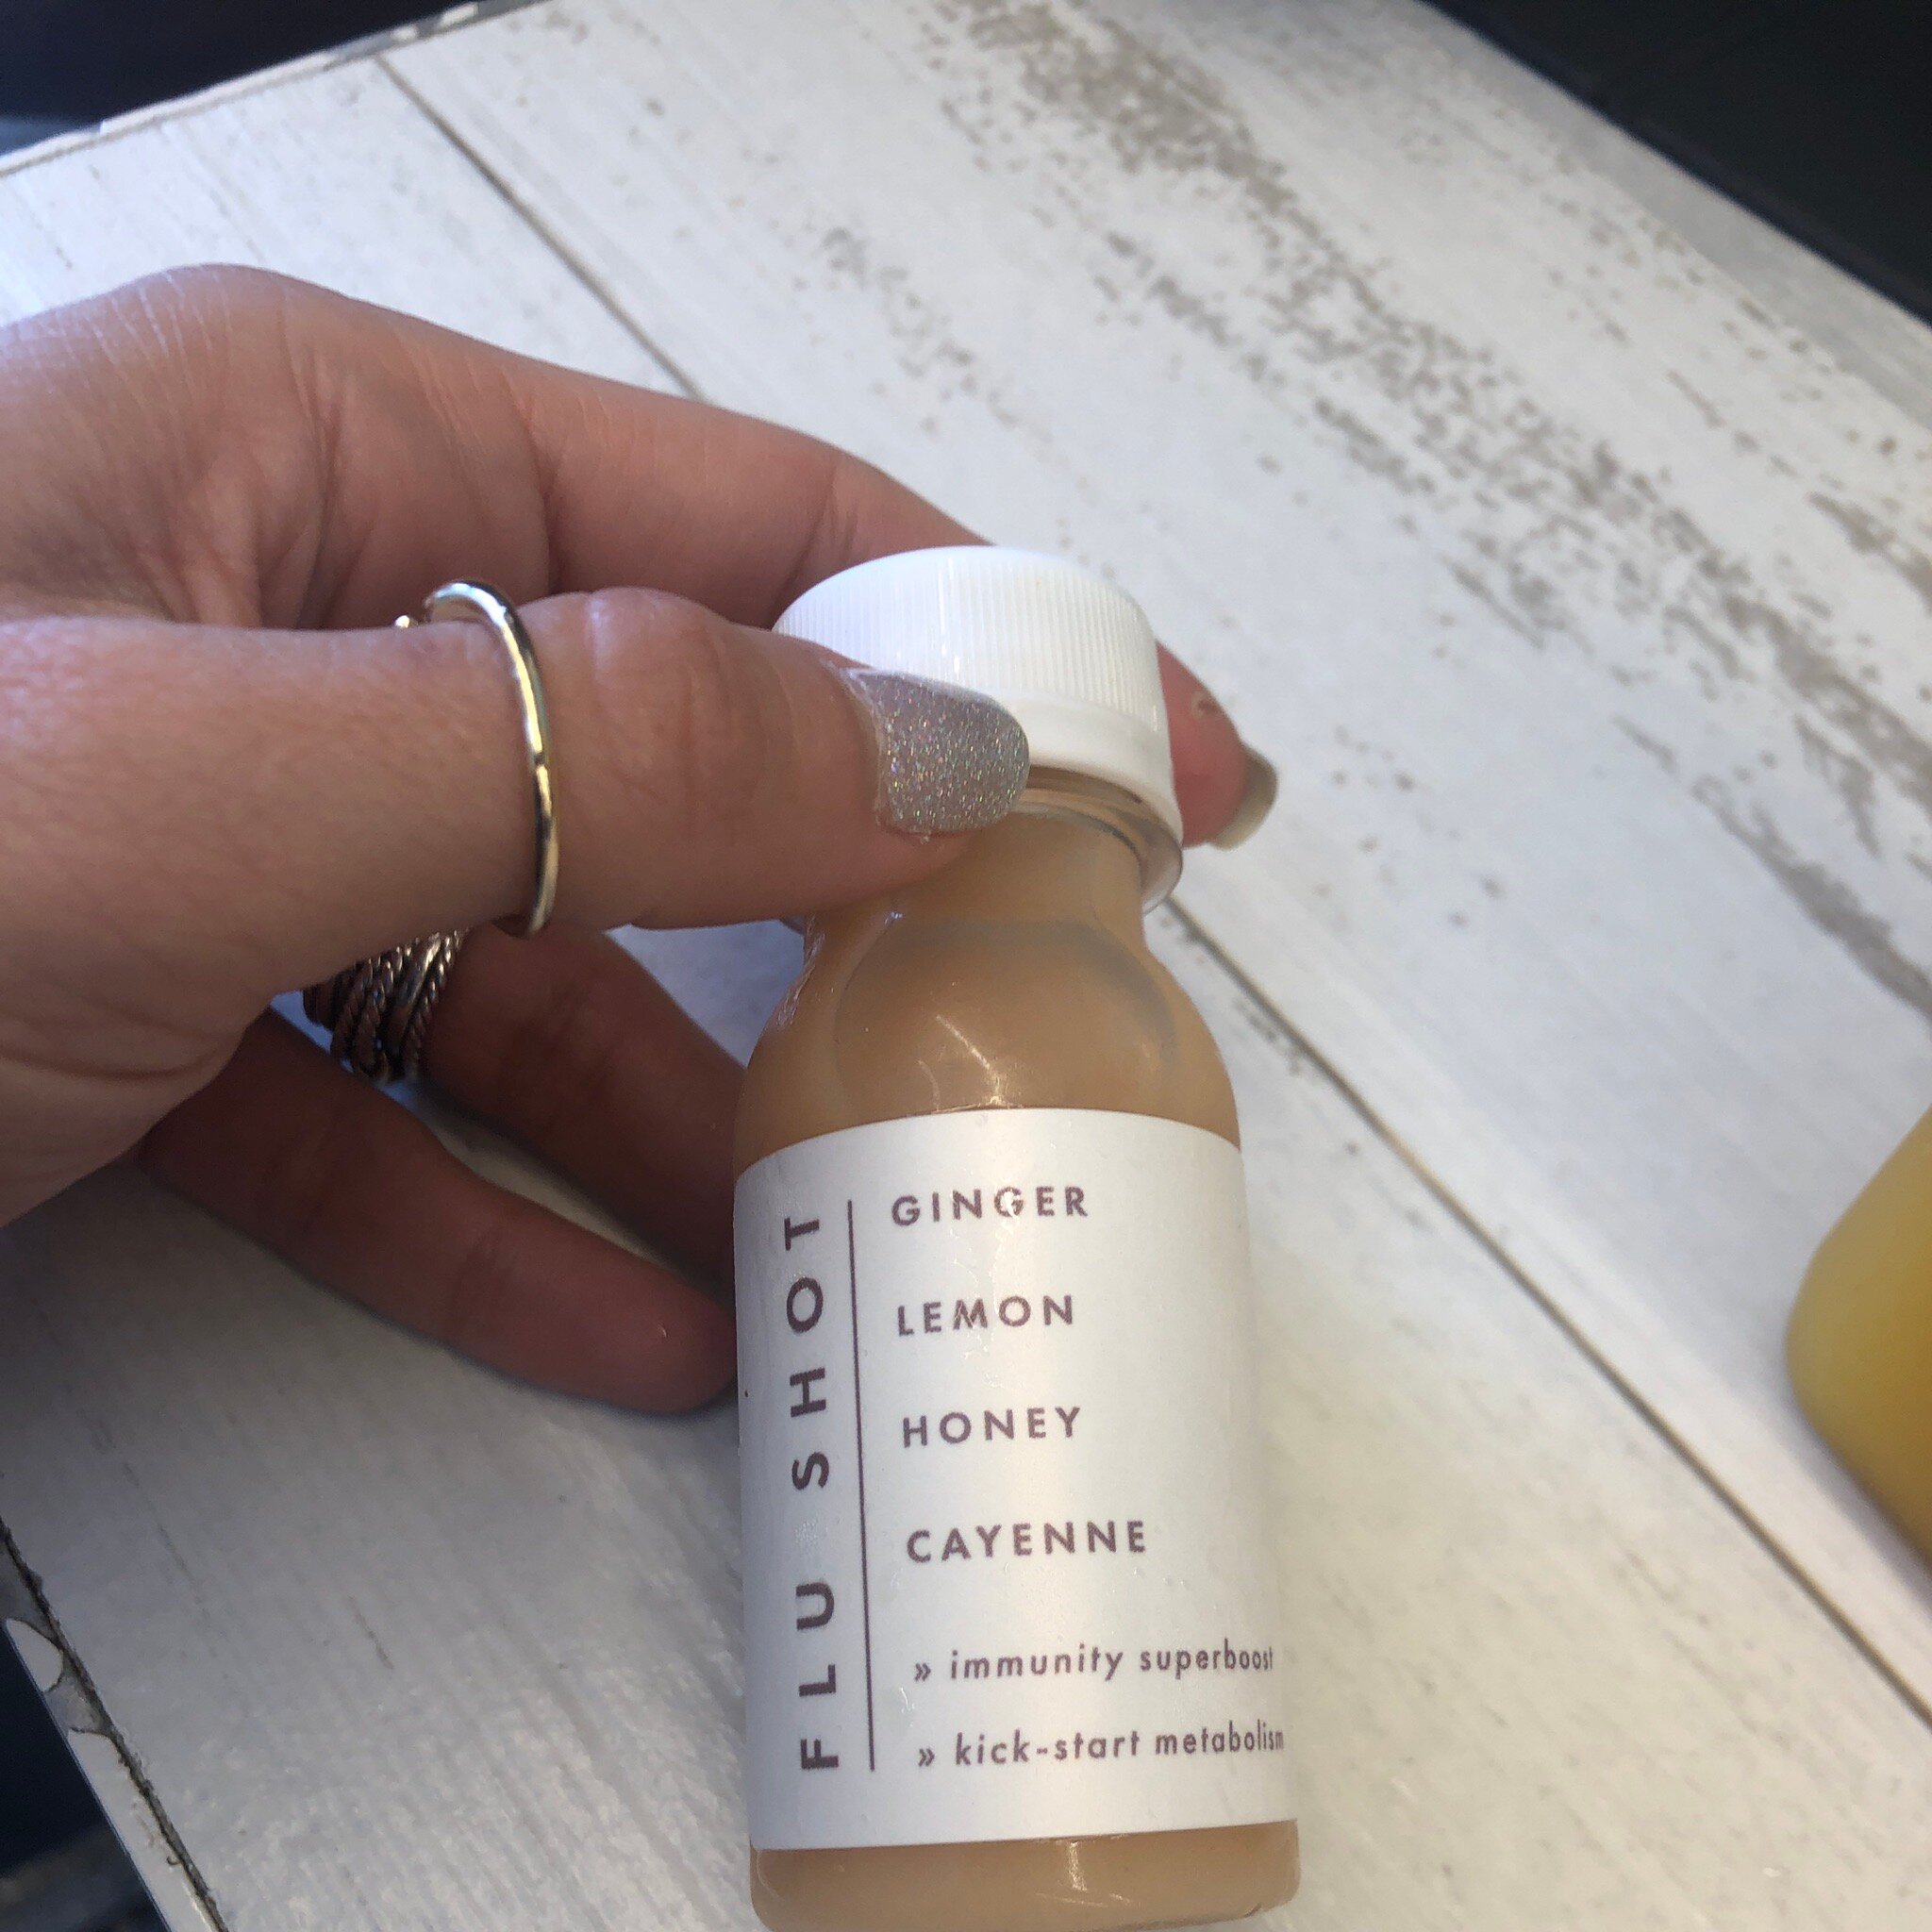 FLU SHOT
GINGER
LEMON
HONEY
CAYENNE
» immunity superboost
» kick-start metabolism